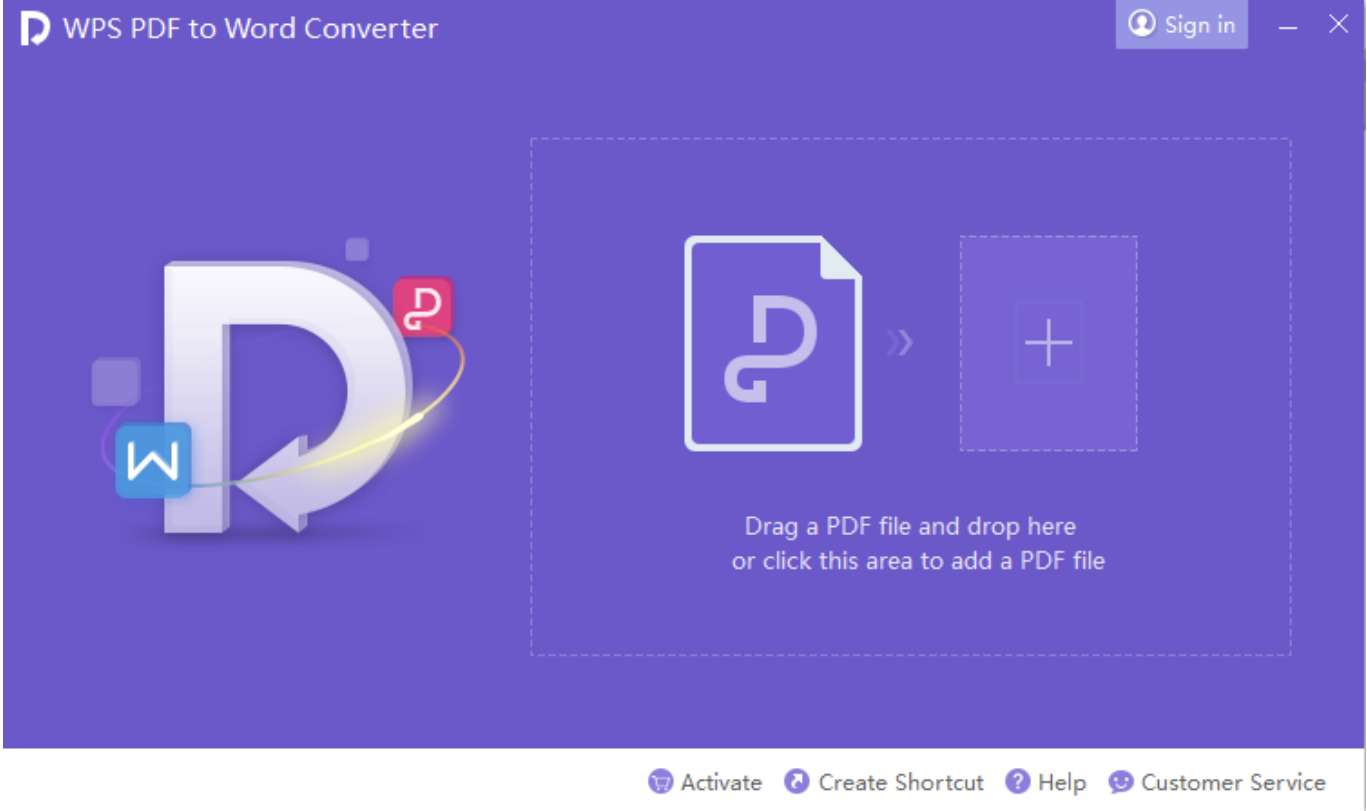 WPS PDF to Word Converter
Sign in
Drag a PDF file and drop here
or click this area to add a PDF file
Activate Create Shortcut Help Customer Service